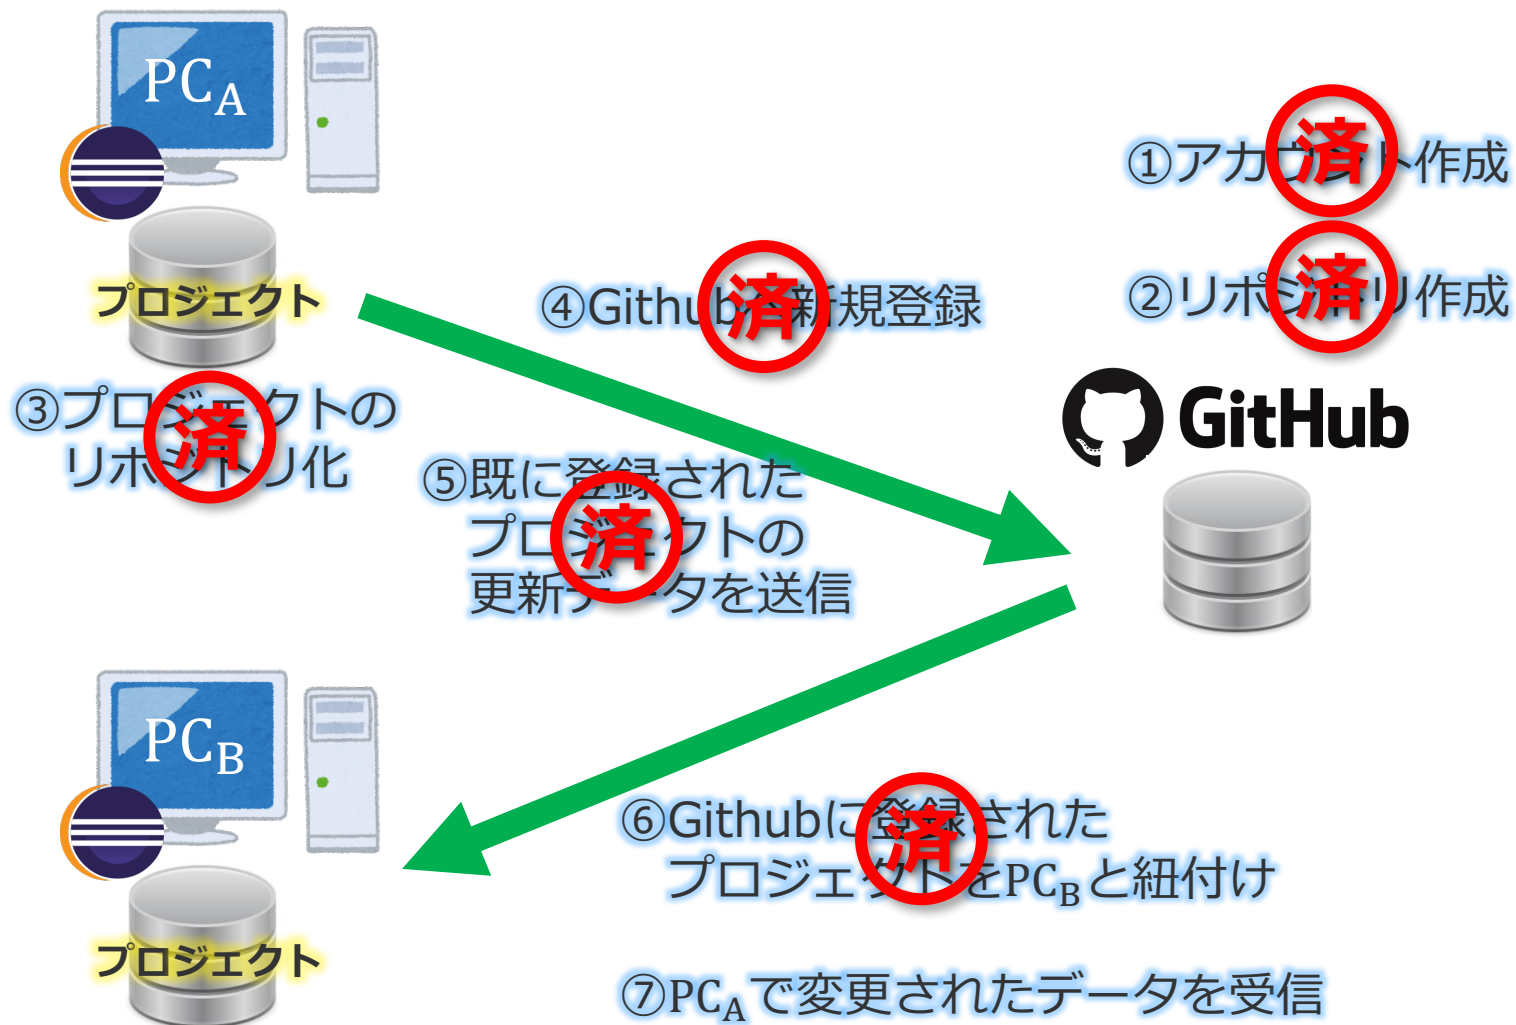 PCA
プロジェクト
①アカウント作成
済
②リポジトリ作成
済
④Githubへ新規登録
済
③プロジェクトの
リポジトリ化
済
GitHub
⑤既に登録された
プロジェクトの
更新データを送信
済
PCB
プロジェクト
⑥Githubに登録された
プロジェクトをPCBと紐付け
済
⑦PCAで変更されたデータを受信